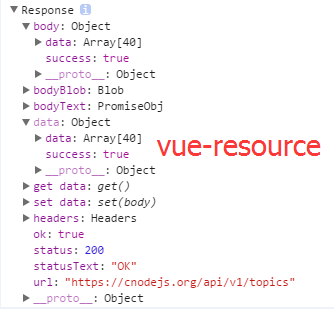 Response i
body: Object
data: Array[40]
success: true
__proto__: Object
bodyBlob: Blob
bodyText: PromiseObj
data: Object
data: Array[40]
success: true
__proto__: Object
vue-resource
get data: get()
set data: set(body)
headers: Headers
ok: true
status: 200
statusText: "OK"
url: "https://cnodejs.org/api/v1/topics"
__proto__: Object